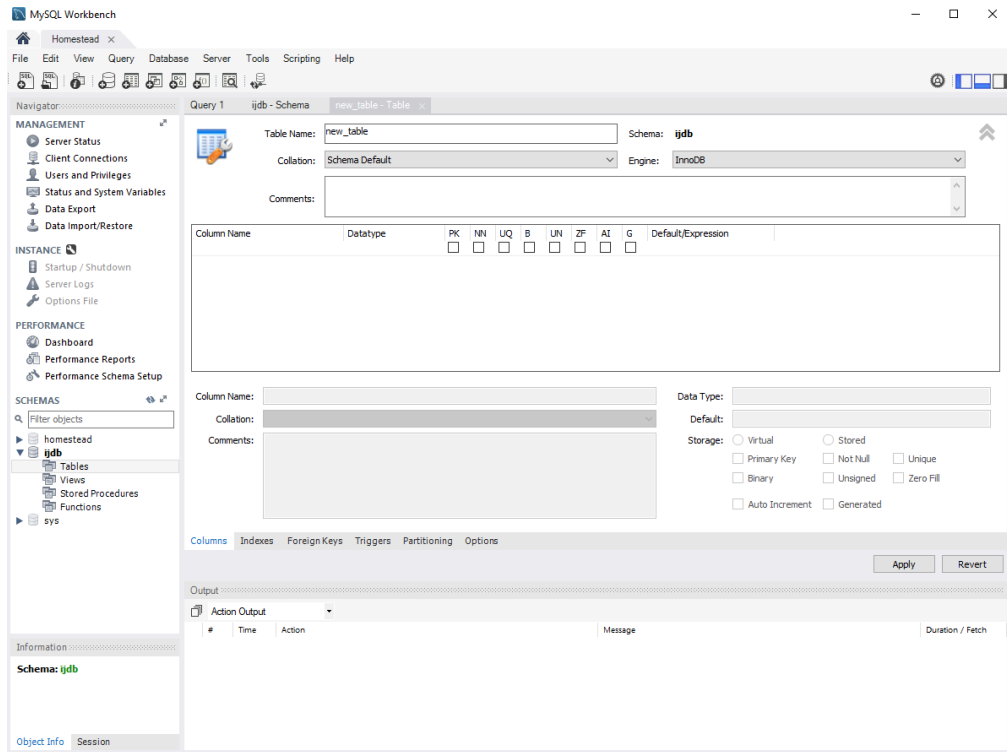 MySQL Workbench
Homestead ×
File Edit View Query Database Server Tools Scripting Help
Navigator
MANAGEMENT
Server Status
Client Connections
Users and Privileges
Status and System Variables
Data Export
Data Import/Restore
INSTANCE
Startup / Shutdown
Server Logs
Options File
PERFORMANCE
Dashboard
Performance Reports
Performance Schema Setup
SCHEMAS
Filter objects
homestead
ijdb
Tables
Views
Stored Procedures
Functions
sys
Information
Schema: ijdb
Object Info Session
Query 1 ijdb - Schema new_table - Table ×
Table Name: new_table Schema: ijdb
Collation: Schema Default Engine: InnoDB
Comments:
Column Name Datatype PK NN UQ B UN ZF AI G Default/Expression
Column Name: Data Type:
Collation: Default:
Comments: Storage: Virtual Stored
Primary Key Not Null Unique
Binary Unsigned Zero Fill
Auto Increment Generated
Columns Indexes Foreign Keys Triggers Partitioning Options
Apply Revert
Output
Action Output
# Time Action Message Duration / Fetch